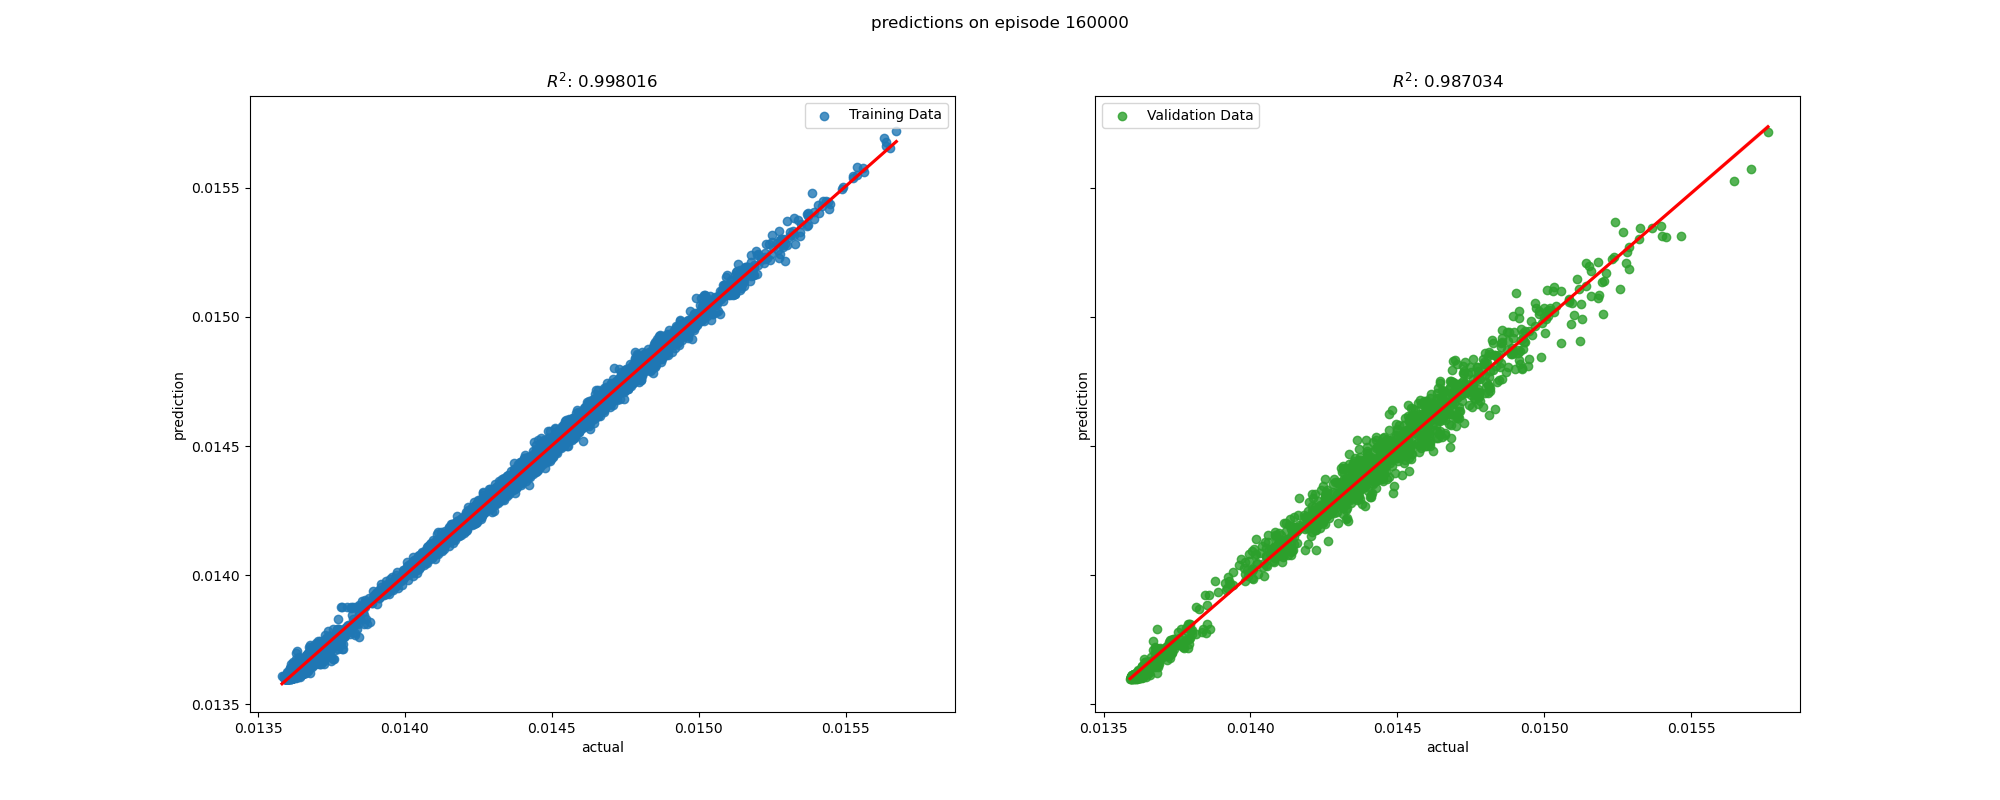 predictions on episode 160000
R²: 0.998016
Training Data
0.0155
0.0150
0.0145
0.0140
0.0135
prediction
0.0135 0.0140 0.0145 0.0150 0.0155
actual
R²: 0.987034
Validation Data
prediction
0.0135 0.0140 0.0145 0.0150 0.0155
actual